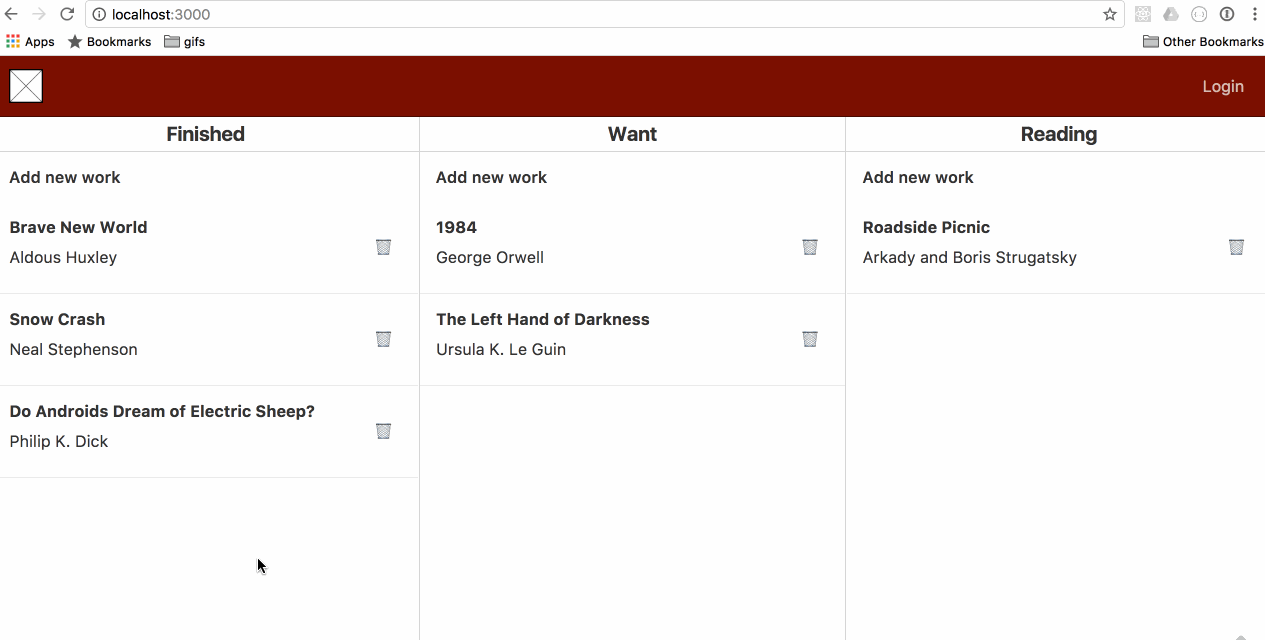 localhost:3000
Apps Bookmarks gifs Other Bookmarks
Login
Finished
Add new work
Brave New World
Aldous Huxley
Snow Crash
Neal Stephenson
Do Androids Dream of Electric Sheep?
Philip K. Dick
Want
Add new work
1984
George Orwell
The Left Hand of Darkness
Ursula K. Le Guin
Reading
Add new work
Roadside Picnic
Arkady and Boris Strugatsky